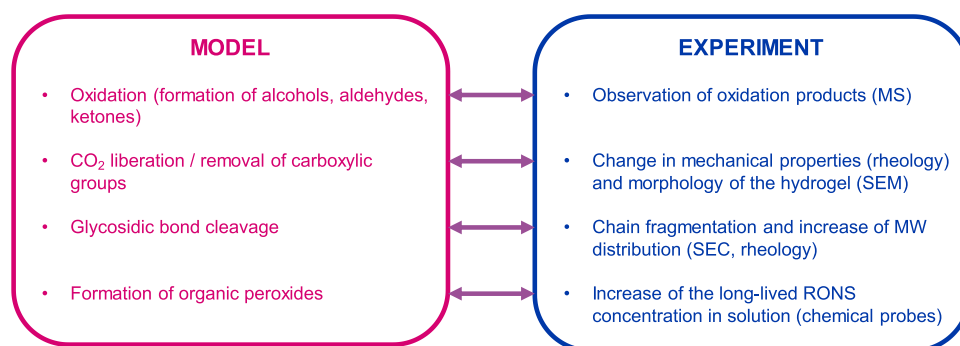 MODEL
• Oxidation (formation of alcohols, aldehydes,
ketones)
• CO₂ liberation / removal of carboxylic
groups
• Glycosidic bond cleavage
• Formation of organic peroxides
EXPERIMENT
• Observation of oxidation products (MS)
• Change in mechanical properties (rheology)
and morphology of the hydrogel (SEM)
• Chain fragmentation and increase of MW
distribution (SEC, rheology)
• Increase of the long-lived RONS
concentration in solution (chemical probes)